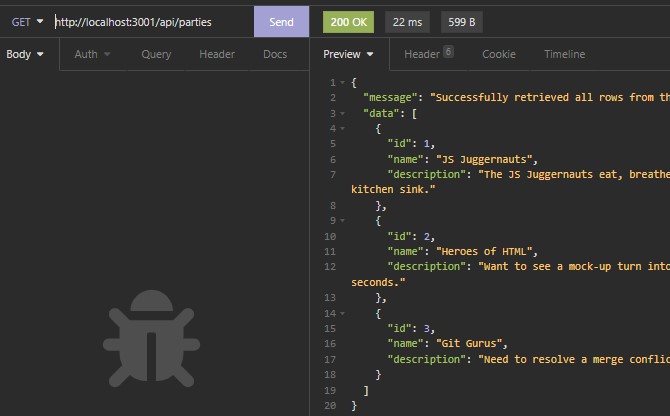 GET http://localhost:3001/api/parties Send 200 OK 22 ms 599 B
Body Auth Query Header Docs Preview Header 6 Cookie Timeline
1 {
2 "message": "Successfully retrieved all rows from th
3 "data": [
4 {
5 "id": 1,
6 "name": "JS Juggernauts",
7 "description": "The JS Juggernauts eat, breathe
kitchen sink."
8 },
9 {
10 "id": 2,
11 "name": "Heroes of HTML",
12 "description": "Want to see a mock-up turn into
seconds."
13 },
14 {
15 "id": 3,
16 "name": "Git Gurus",
17 "description": "Need to resolve a merge conflic
18 }
19 ]
20 }